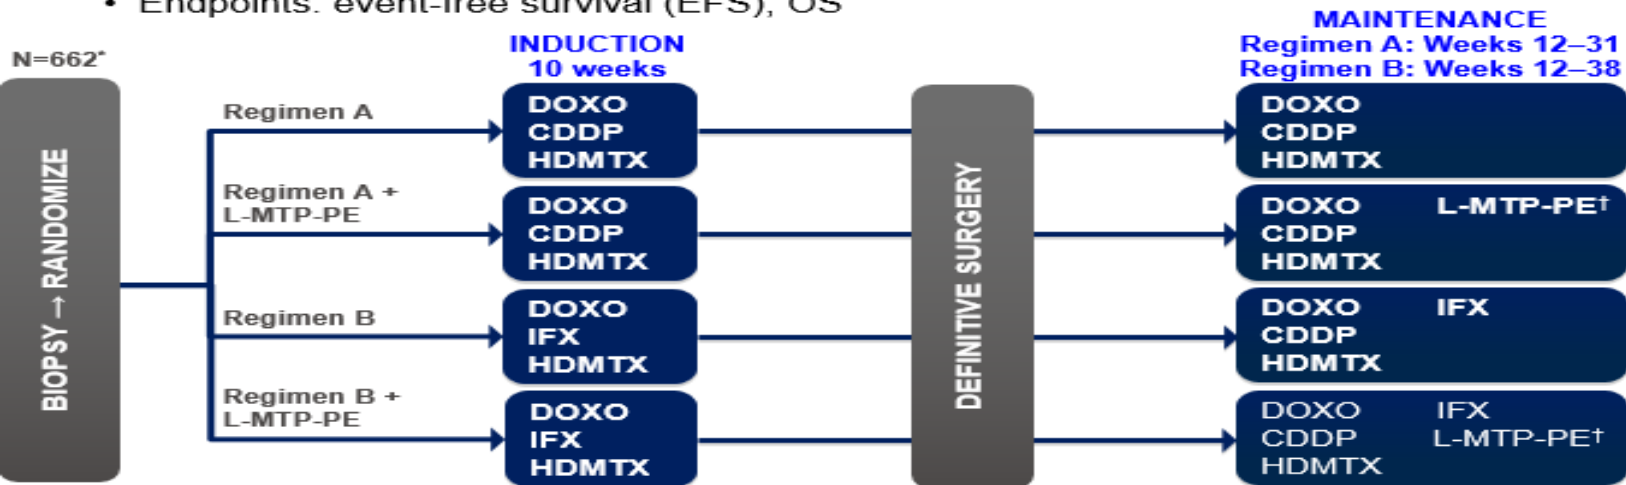 • Endpoints: event-free survival (EFS), OS
N=662*
BIOPSY → RANDOMIZE
Regimen A
Regimen A +
L-MTP-PE
Regimen B
Regimen B +
L-MTP-PE
INDUCTION
10 weeks
DOXO
CDDP
HDMTX
DOXO
CDDP
HDMTX
DOXO
IFX
HDMTX
DOXO
IFX
HDMTX
DEFINITIVE SURGERY
MAINTENANCE
Regimen A: Weeks 12–31
Regimen B: Weeks 12–38
DOXO
CDDP
HDMTX
DOXO L-MTP-PE†
CDDP
HDMTX
DOXO IFX
CDDP
HDMTX
DOXO IFX
CDDP L-MTP-PE†
HDMTX